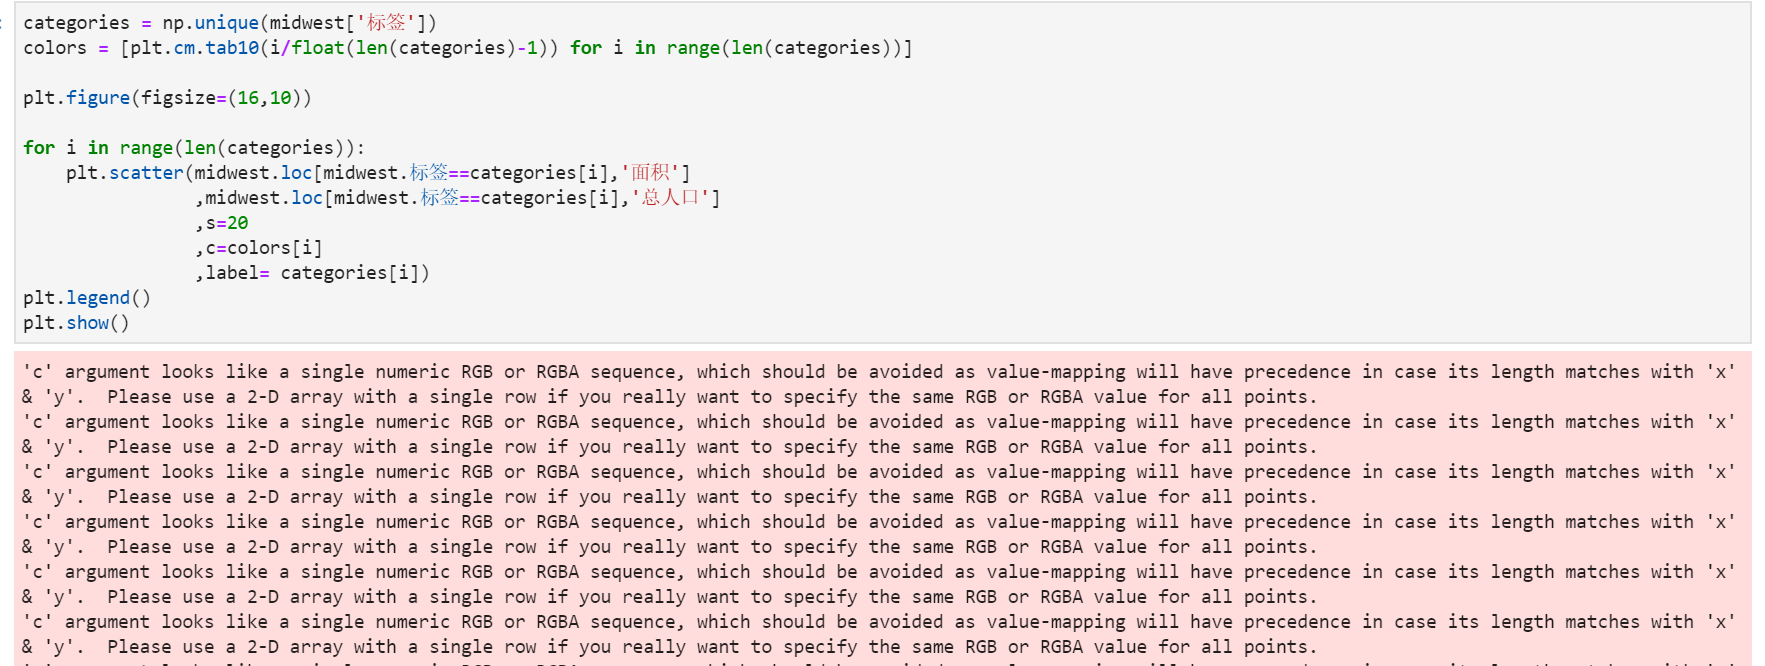 categories = np.unique(midwest['标签'])
colors = [plt.cm.tab10(i/float(len(categories)-1)) for i in range(len(categories))]
plt.figure(figsize=(16,10))
for i in range(len(categories)):
    plt.scatter(midwest.loc[midwest.标签==categories[i],'面积']
                ,midwest.loc[midwest.标签==categories[i],'总人口']
                ,s=20
                ,c=colors[i]
                ,label= categories[i])
plt.legend()
plt.show()
'c' argument looks like a single numeric RGB or RGBA sequence, which should be avoided as value-mapping will have precedence in case its length matches with 'x'
& 'y'.  Please use a 2-D array with a single row if you really want to specify the same RGB or RGBA value for all points.
'c' argument looks like a single numeric RGB or RGBA sequence, which should be avoided as value-mapping will have precedence in case its length matches with 'x'
& 'y'.  Please use a 2-D array with a single row if you really want to specify the same RGB or RGBA value for all points.
'c' argument looks like a single numeric RGB or RGBA sequence, which should be avoided as value-mapping will have precedence in case its length matches with 'x'
& 'y'.  Please use a 2-D array with a single row if you really want to specify the same RGB or RGBA value for all points.
'c' argument looks like a single numeric RGB or RGBA sequence, which should be avoided as value-mapping will have precedence in case its length matches with 'x'
& 'y'.  Please use a 2-D array with a single row if you really want to specify the same RGB or RGBA value for all points.
'c' argument looks like a single numeric RGB or RGBA sequence, which should be avoided as value-mapping will have precedence in case its length matches with 'x'
& 'y'.  Please use a 2-D array with a single row if you really want to specify the same RGB or RGBA value for all points.
'c' argument looks like a single numeric RGB or RGBA sequence, which should be avoided as value-mapping will have precedence in case its length matches with 'x'
& 'y'.  Please use a 2-D array with a single row if you really want to specify the same RGB or RGBA value for all points.